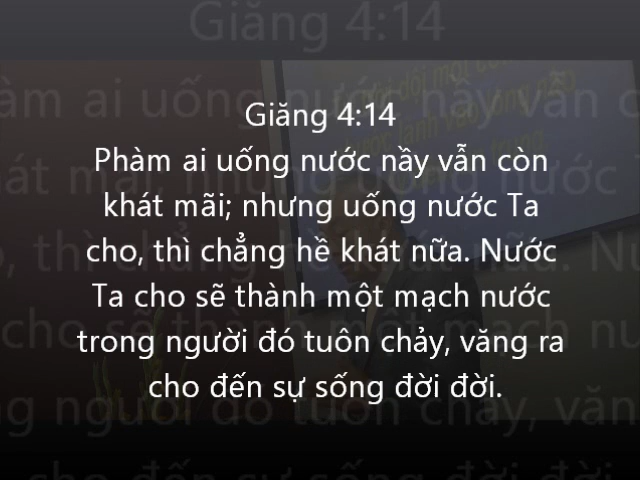 Giăng 4:14
Phàm ai uống nước nầy vẫn còn
khát mãi; nhưng uống nước Ta
cho, thì chẳng hề khát nữa. Nước
Ta cho sẽ thành một mạch nước
trong người đó tuôn chảy, văng ra
cho đến sự sống đời đời.